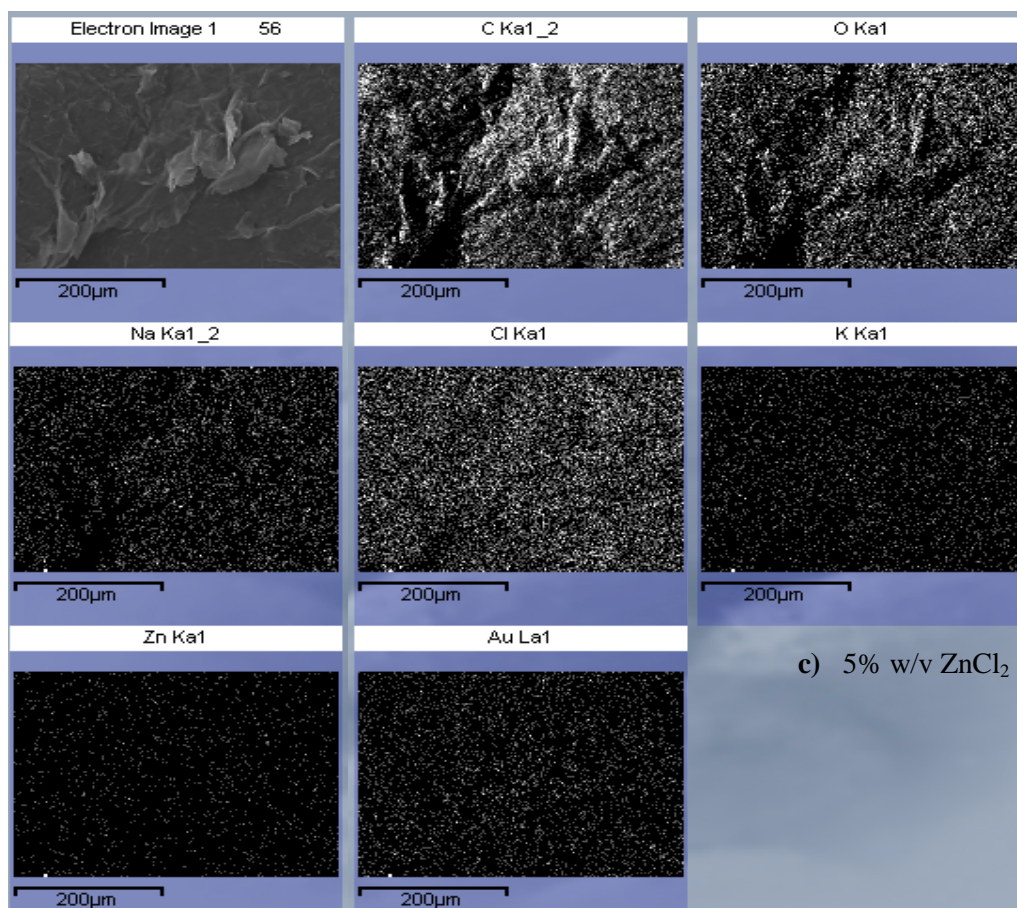 Electron Image 1 56
C Ka1_2
O Ka1
200µm
200µm
200µm
Na Ka1_2
Cl Ka1
K Ka1
200µm
200µm
200µm
Zn Ka1
Au La1
c) 5% w/v ZnCl₂
200µm
200µm